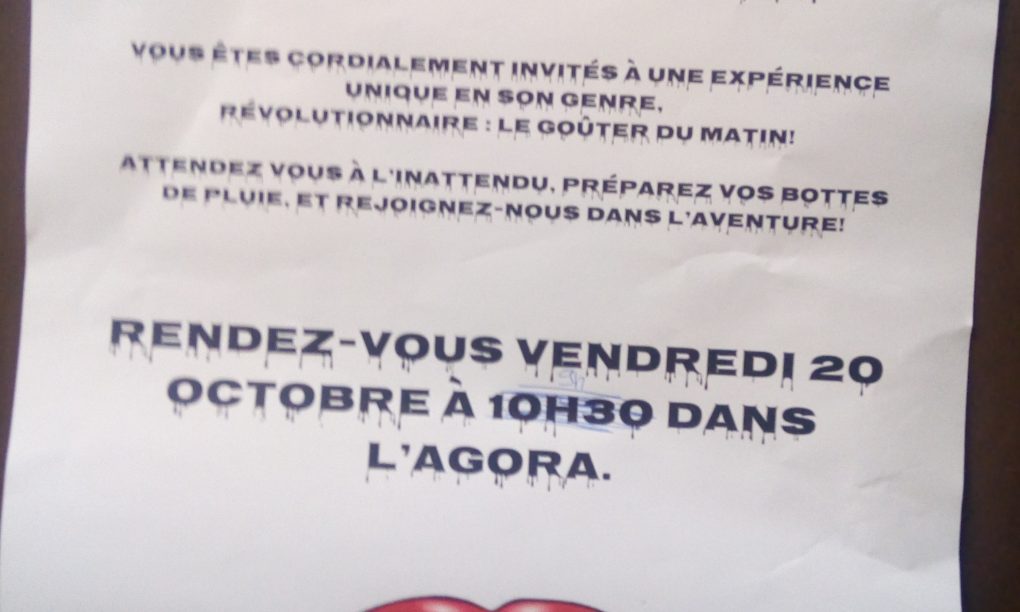 VOUS ÊTES CORDIALEMENT INVITÉS À UNE EXPÉRIENCE
UNIQUE EN SON GENRE,
RÉVOLUTIONNAIRE : LE GOÛTER DU MATIN!
ATTENDEZ VOUS À L'INATTENDU, PRÉPAREZ VOS BOTTES
DE PLUIE, ET REJOIGNEZ-NOUS DANS L'AVENTURE!
RENDEZ-VOUS VENDREDI 20
OCTOBRE À 10H30 DANS
L'AGORA.